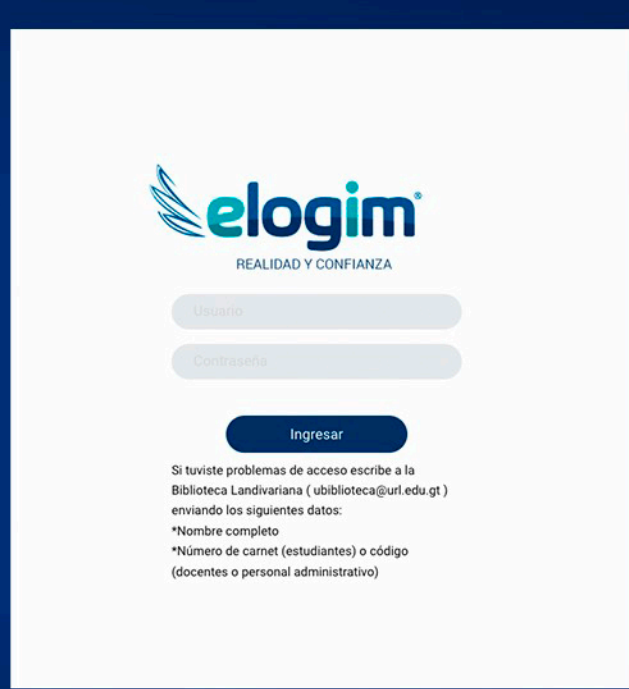 elogim®
REALIDAD Y CONFIANZA
Usuario
Contraseña
Ingresar
Si tuviste problemas de acceso escribe a la
Biblioteca Landivariana ( ubiblioteca@url.edu.gt )
enviando los siguientes datos:
*Nombre completo
*Número de carnet (estudiantes) o código
(docentes o personal administrativo)